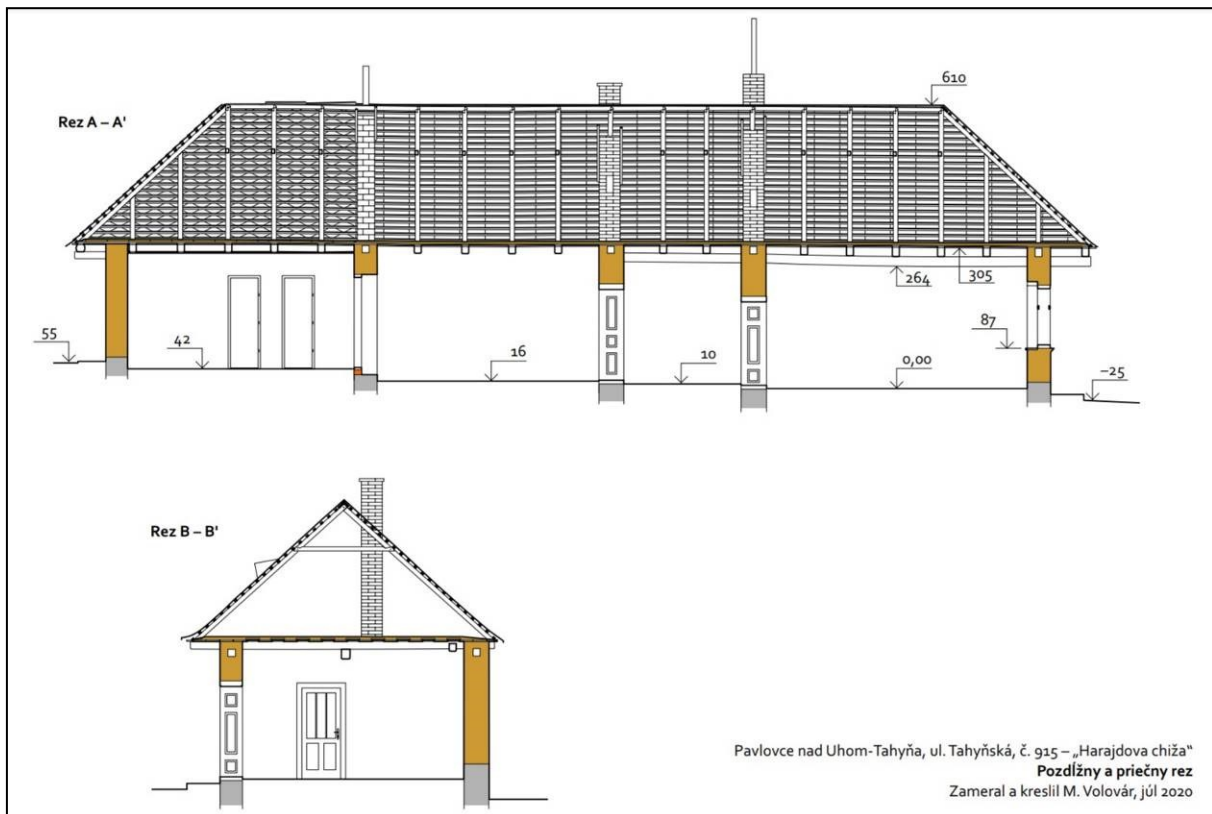 610
Rez A – A'
264
305
55
42
87
16
10
0,00
–25
Rez B – B'
Pavlovce nad Uhom-Tahyňa, ul. Tahyňská, č. 915 – „Harajdova chiža“
Pozdĺžny a priečny rez
Zameral a kreslil M. Volovár, júl 2020